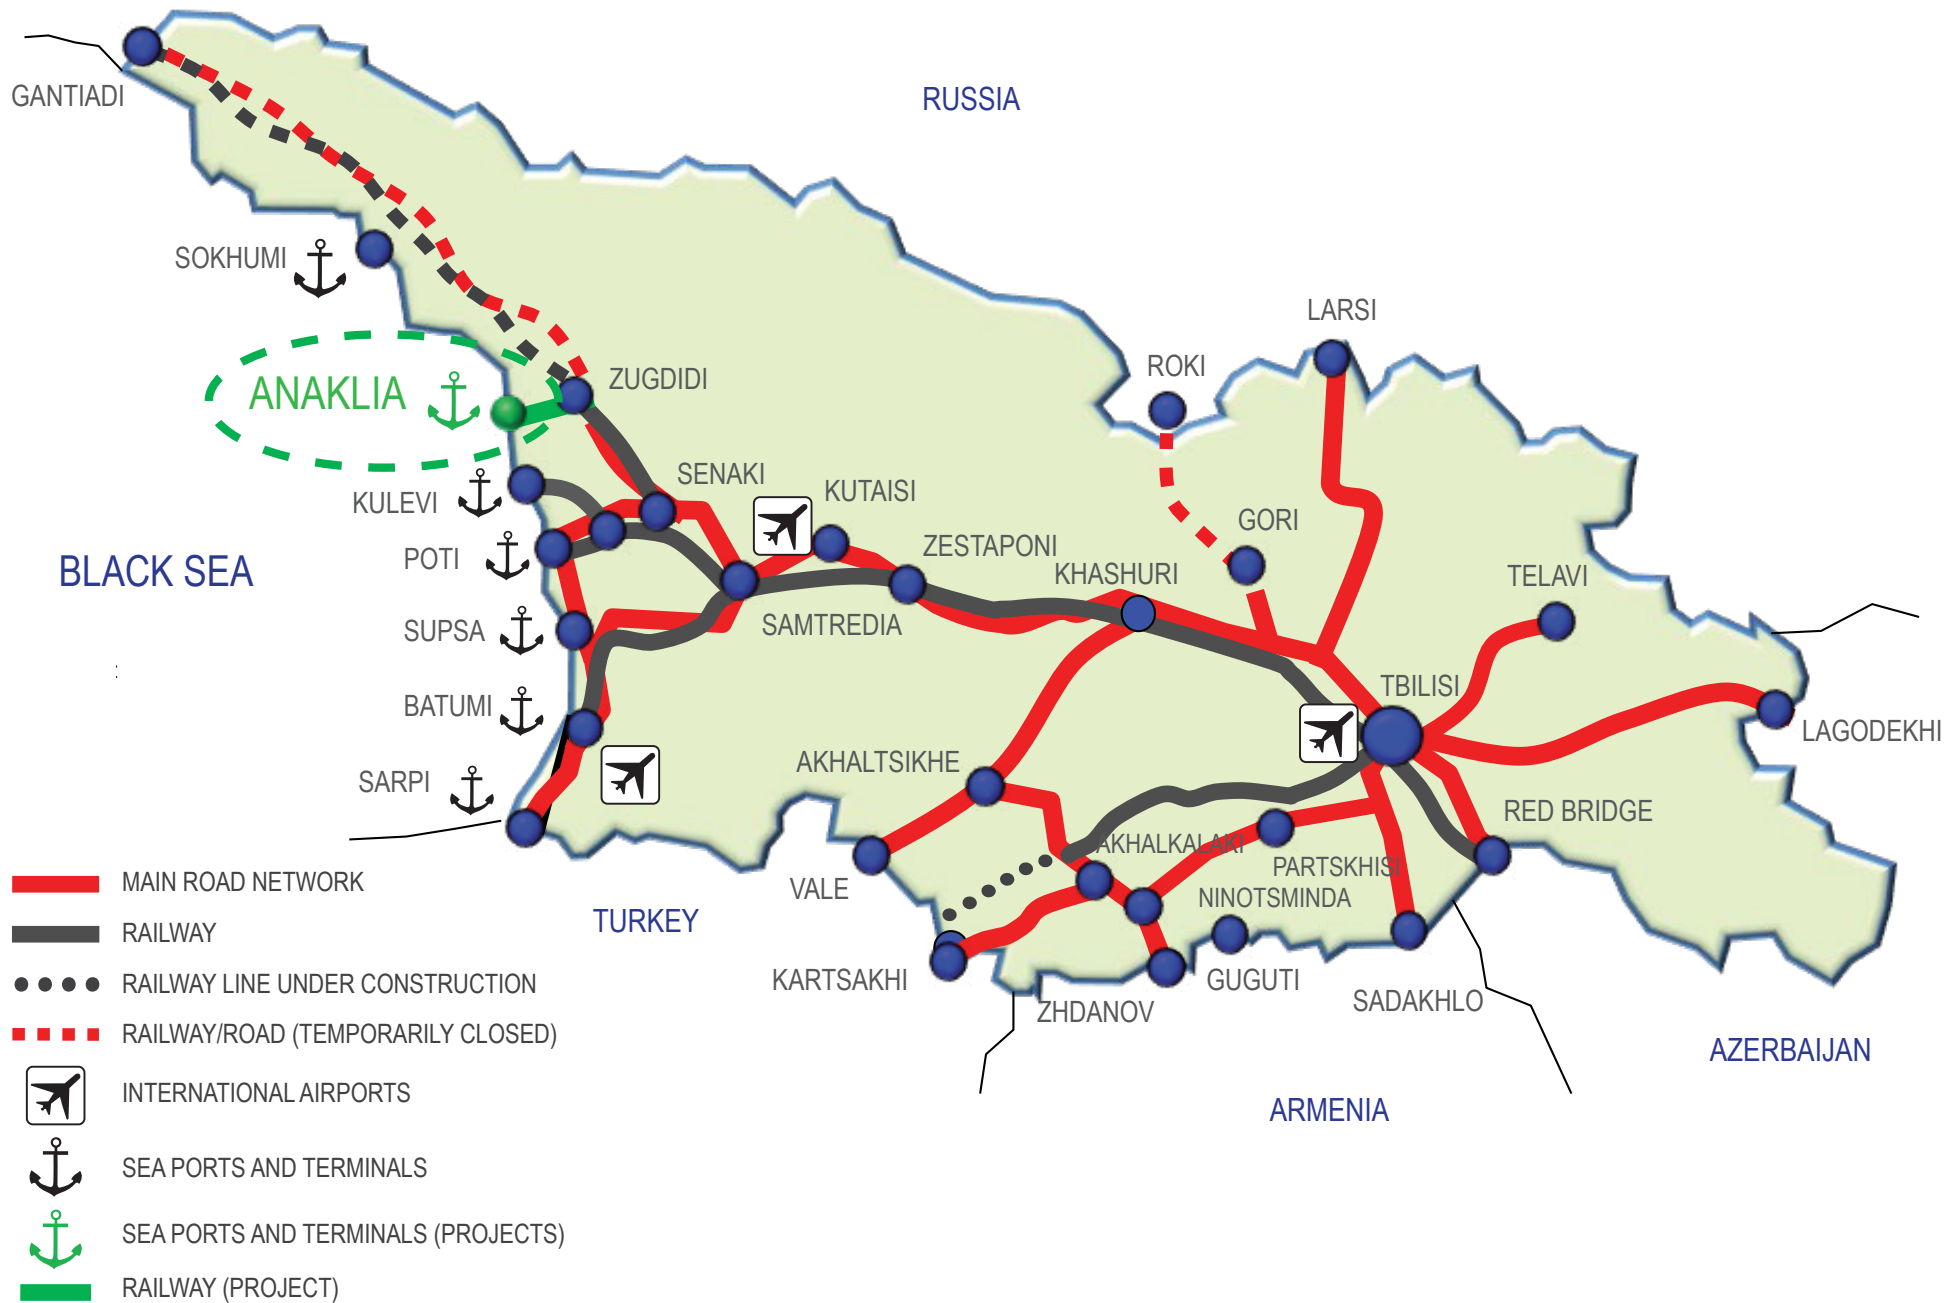 GANTIADI
RUSSIA
SOKHUMI
LARSI
ROKI
ANAKLIA
ZUGDIDI
SENAKI
KULEVI
KUTAISI
GORI
POTI
ZESTAPONI
BLACK SEA
KHASHURI
TELAVI
SUPSA
SAMTREDIA
BATUMI
TBILISI
LAGODEKHI
SARPI
AKHALTSIKHE
RED BRIDGE
AKHALKALAKI
PARTSKHISI
VALE
NINOTSMINDA
TURKEY
KARTSAKHI
GUGUTI
ZHDANOV
SADAKHLO
AZERBAIJAN
ARMENIA
MAIN ROAD NETWORK
RAILWAY
RAILWAY LINE UNDER CONSTRUCTION
RAILWAY/ROAD (TEMPORARILY CLOSED)
INTERNATIONAL AIRPORTS
SEA PORTS AND TERMINALS
SEA PORTS AND TERMINALS (PROJECTS)
RAILWAY (PROJECT)